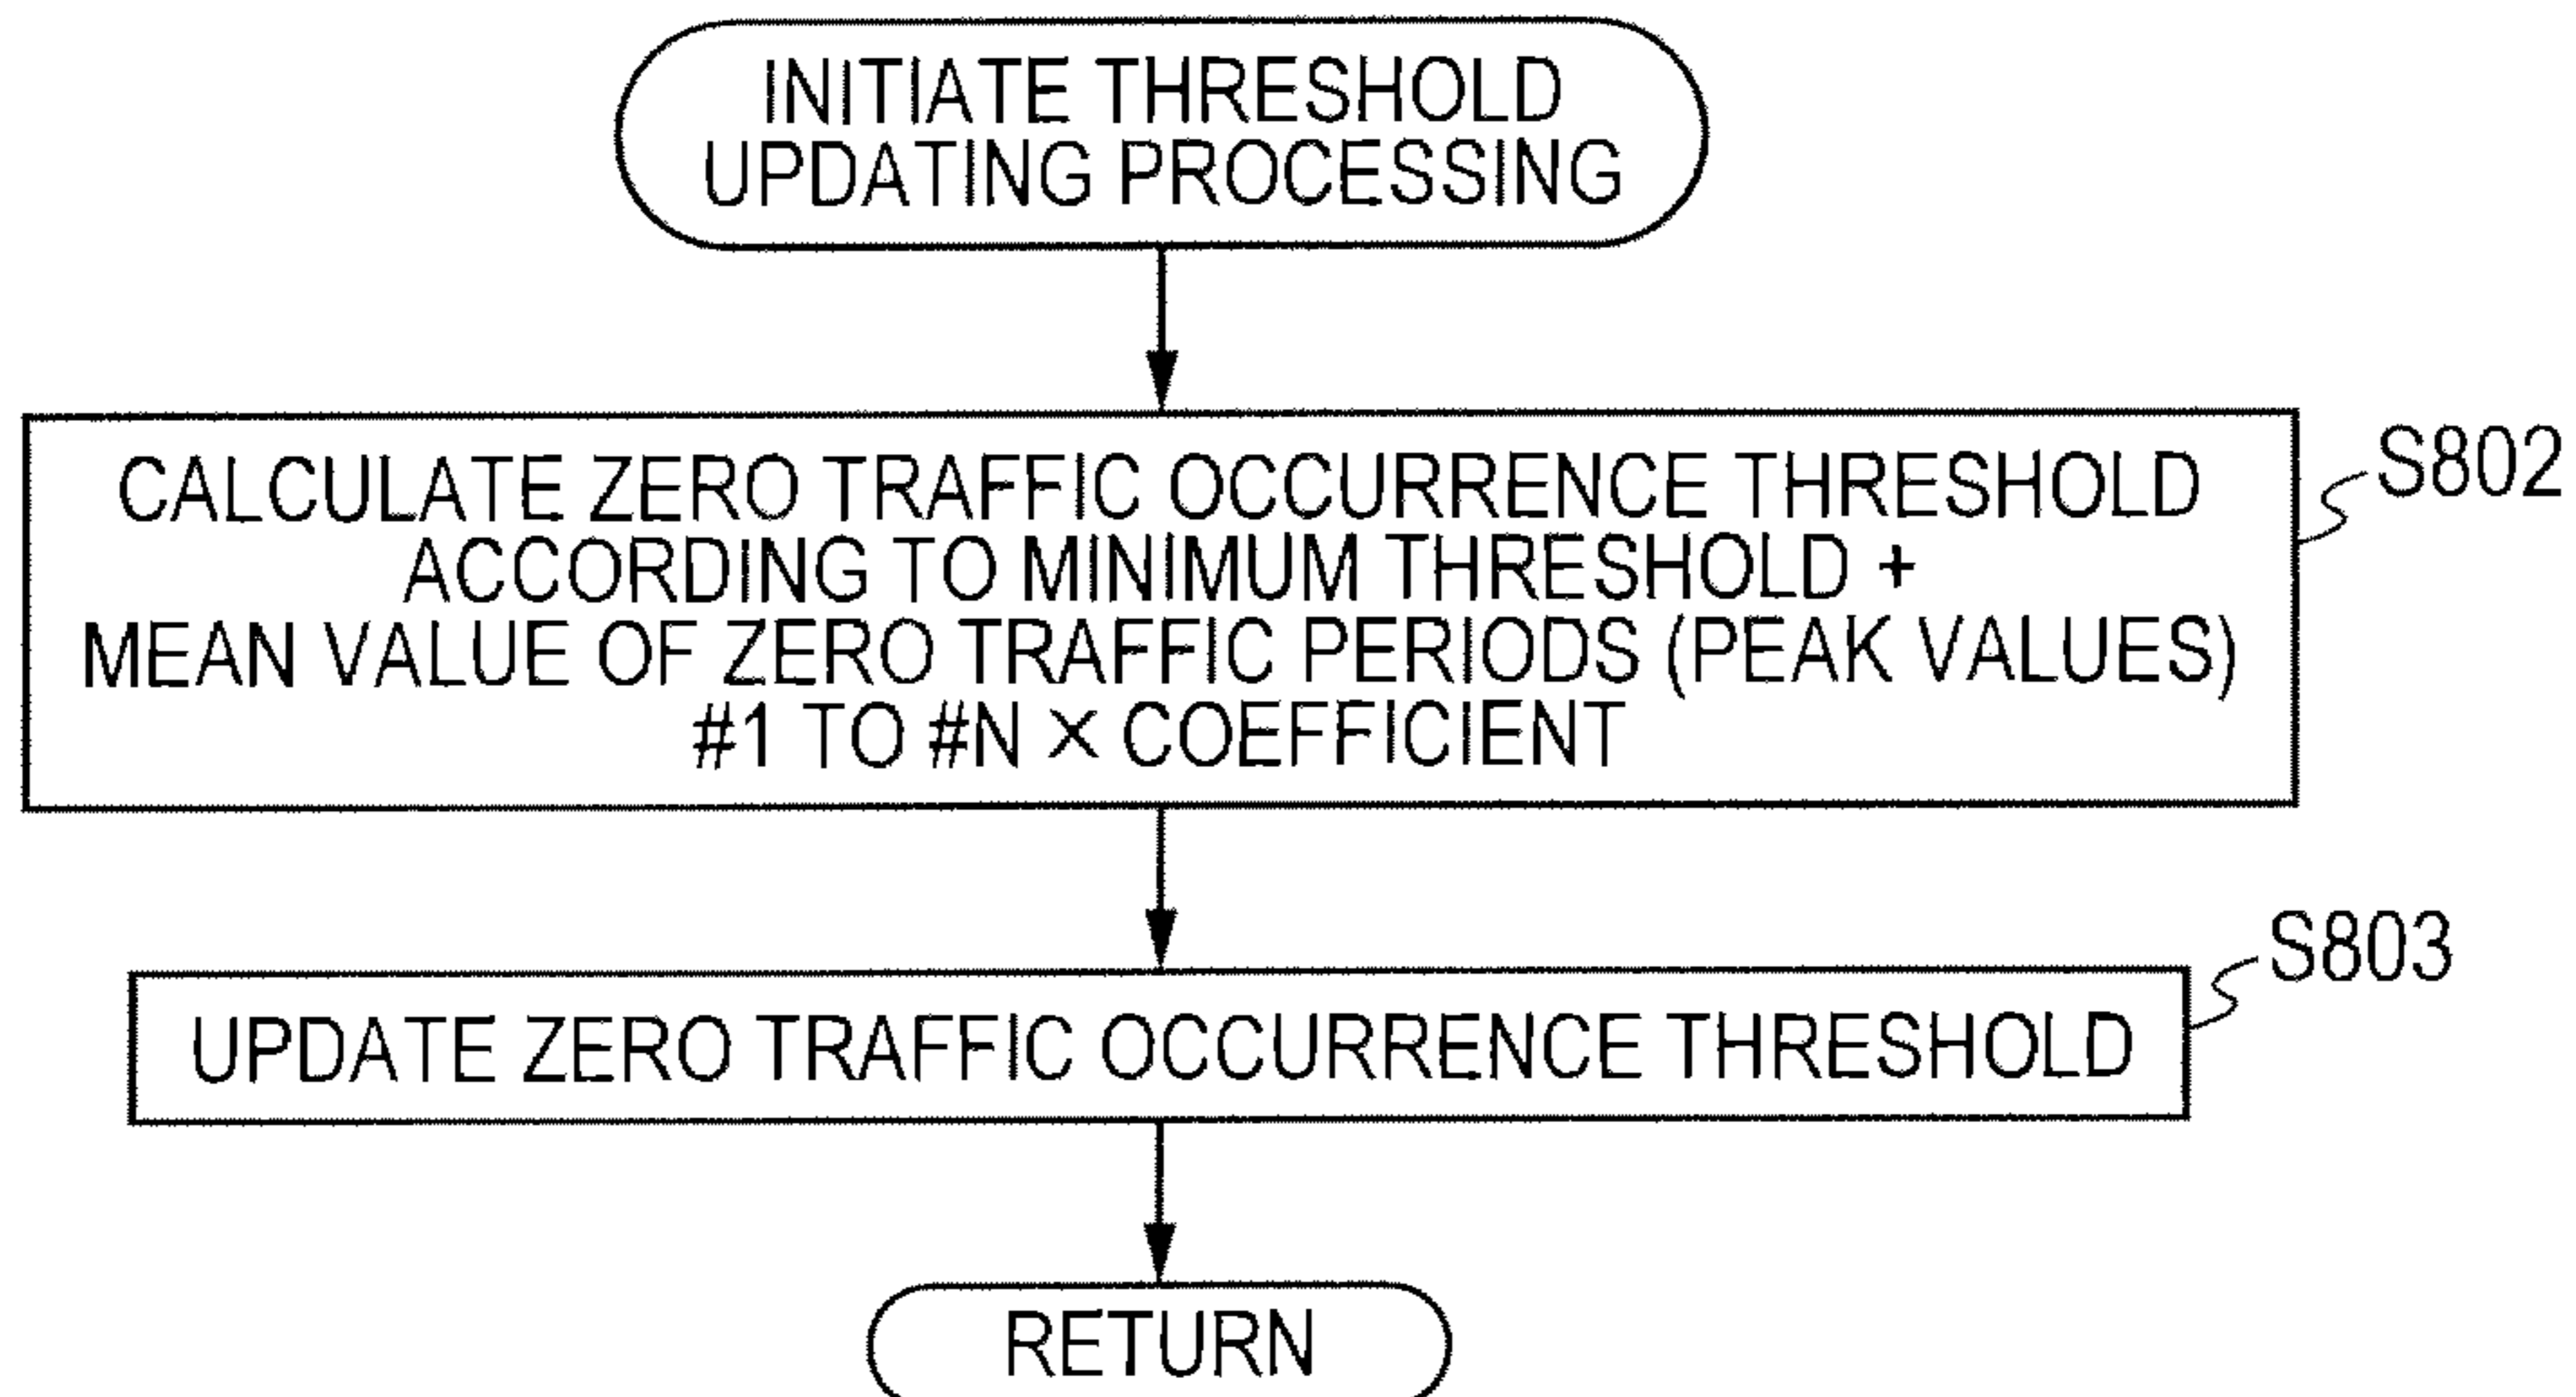 INITIATE THRESHOLD
UPDATING PROCESSING
CALCULATE ZERO TRAFFIC OCCURRENCE THRESHOLD
ACCORDING TO MINIMUM THRESHOLD +
MEAN VALUE OF ZERO TRAFFIC PERIODS (PEAK VALUES)
#1 TO #N × COEFFICIENT
S802
UPDATE ZERO TRAFFIC OCCURRENCE THRESHOLD
S803
RETURN